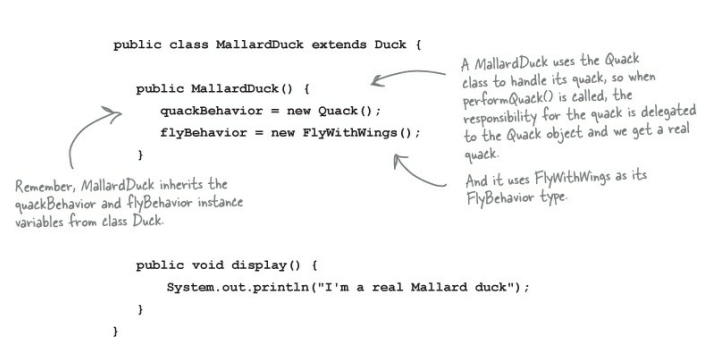 public class MallardDuck extends Duck {
public MallardDuck() {
quackBehavior = new Quack();
flyBehavior = new FlyWithWings();
}
A MallardDuck uses the Quack
class to handle its quack, so when
performQuack() is called, the
responsibility for the quack is delegated
to the Quack object and we get a real
quack.
And it uses FlyWithWings as its
FlyBehavior type.
Remember, MallardDuck inherits the
quackBehavior and flyBehavior instance
variables from class Duck.
public void display() {
System.out.println("I'm a real Mallard duck");
}
}